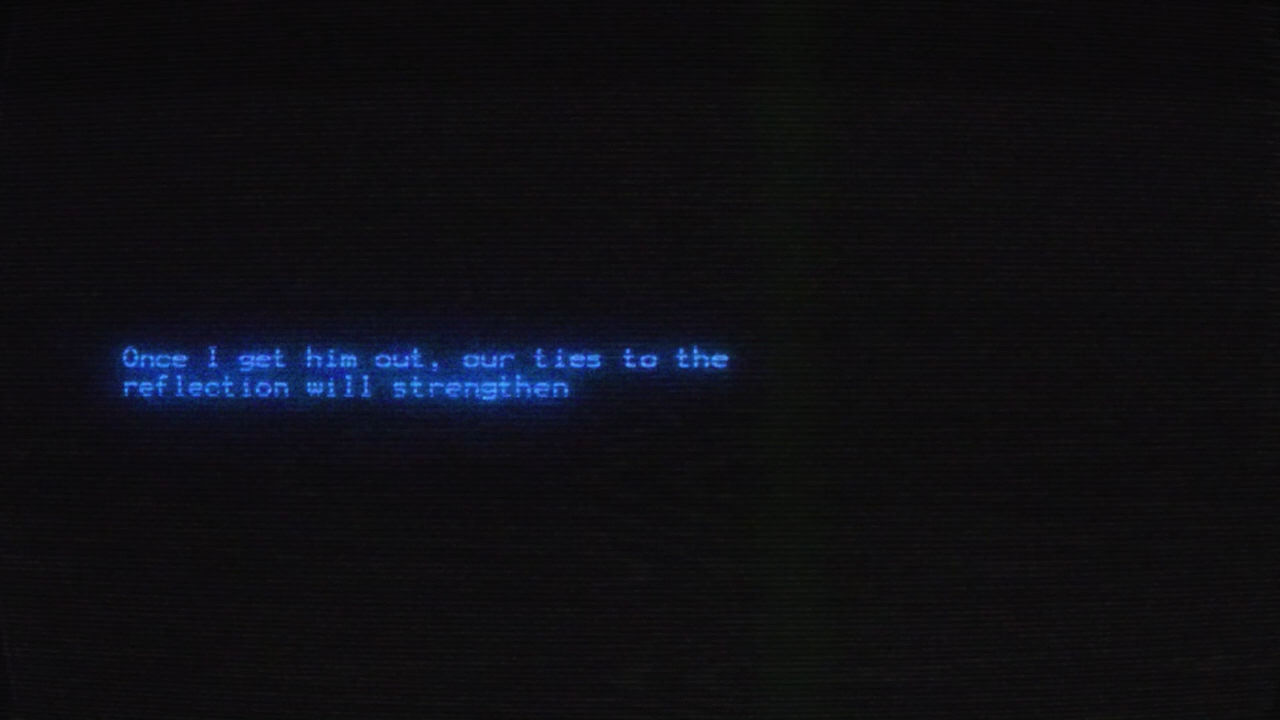 Once I get him out, our ties to the
reflection will strengthen